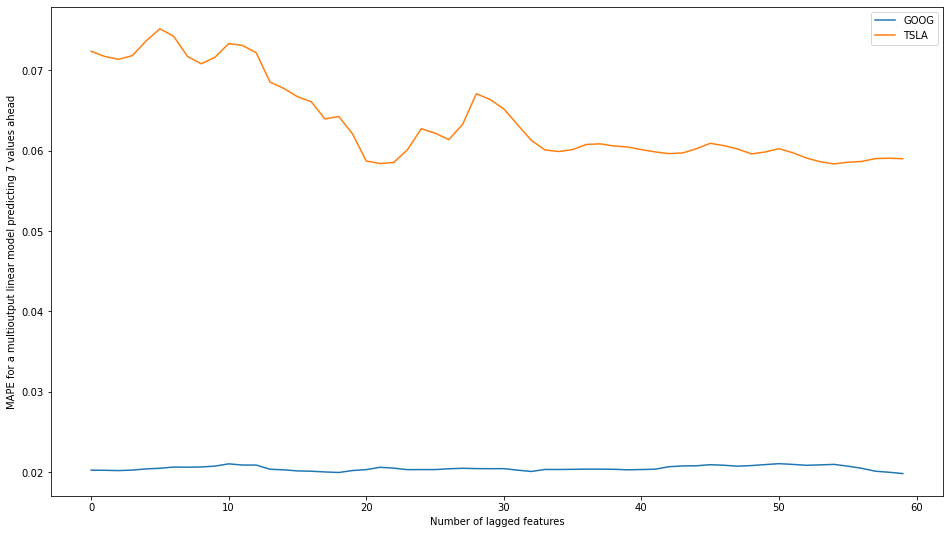 GOOG
TSLA
MAPE for a multioutput linear model predicting 7 values ahead
0.07
0.06
0.05
0.04
0.03
0.02
0 10 20 30 40 50 60
Number of lagged features